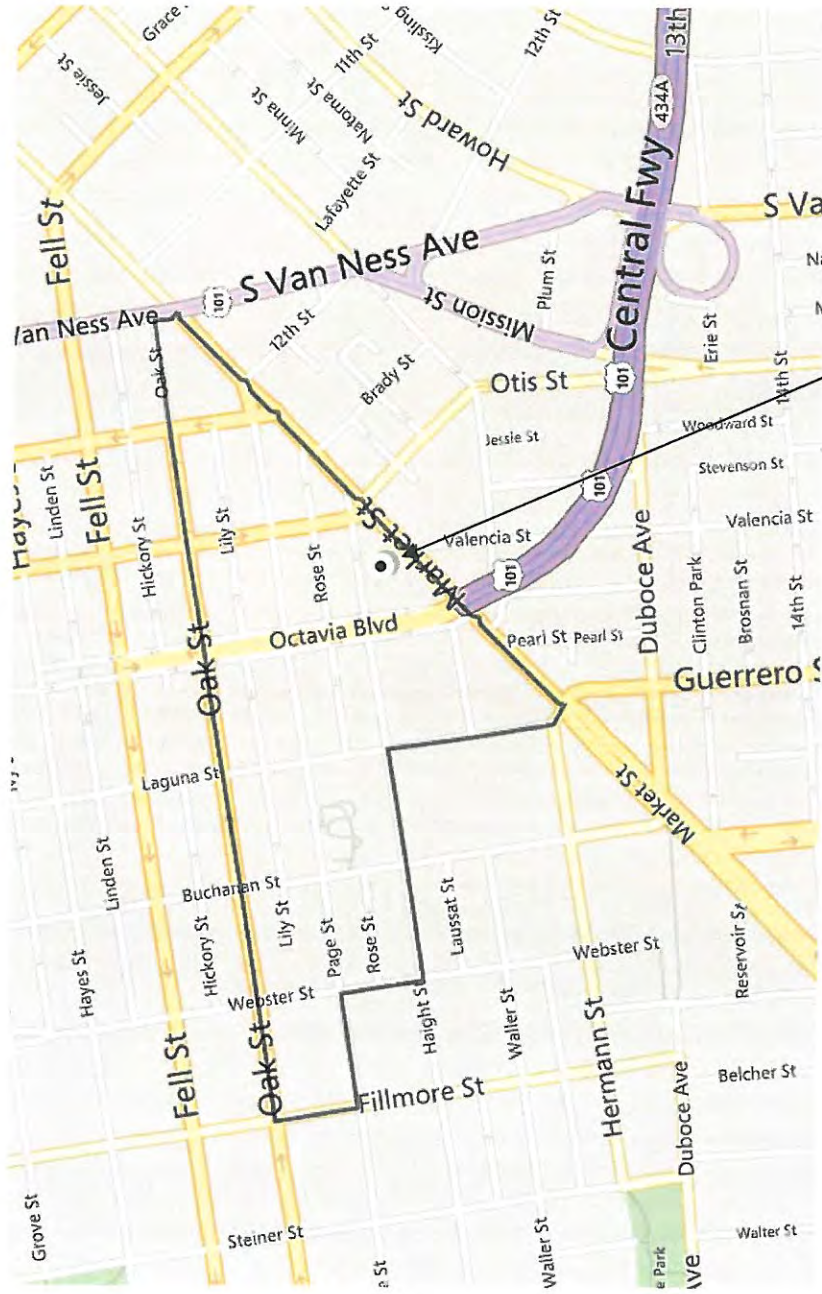 Grace
Jessie St
Minna St
Natoma St
11th St
Kissling
12th St
Lafayette St
Howard St
434A
13th
Fell St
Van Ness Ave
101
S Van Ness Ave
Central Fwy
S Va
Na
12th St
Mission St
Plum St
Erie St
Oak St
Brady St
Otis St
101
14th St
Hayes
Linden St
Fell St
Hickory St
Lily St
Rose St
Market St
Jessie St
101
Woodward St
Stevenson St
Valencia St
Valencia St
101
Duboce Ave
Clinton Park
Brosnan St
14th St
Octavia Blvd
Pearl St
Pearl St
Guerrero S
Oak St
Laguna St
Market St
Linden St
Buchanan St
Hayes St
Hickory St
Lily St
Page St
Rose St
Laussat St
Webster St
Webster St
Haight S
Waller St
Reservoir St
Fell St
Oak St
Fillmore St
Hermann St
Belcher St
Duboce Ave
Grove St
Steiner St
e St
Waller St
e Park
Ave
Walter St